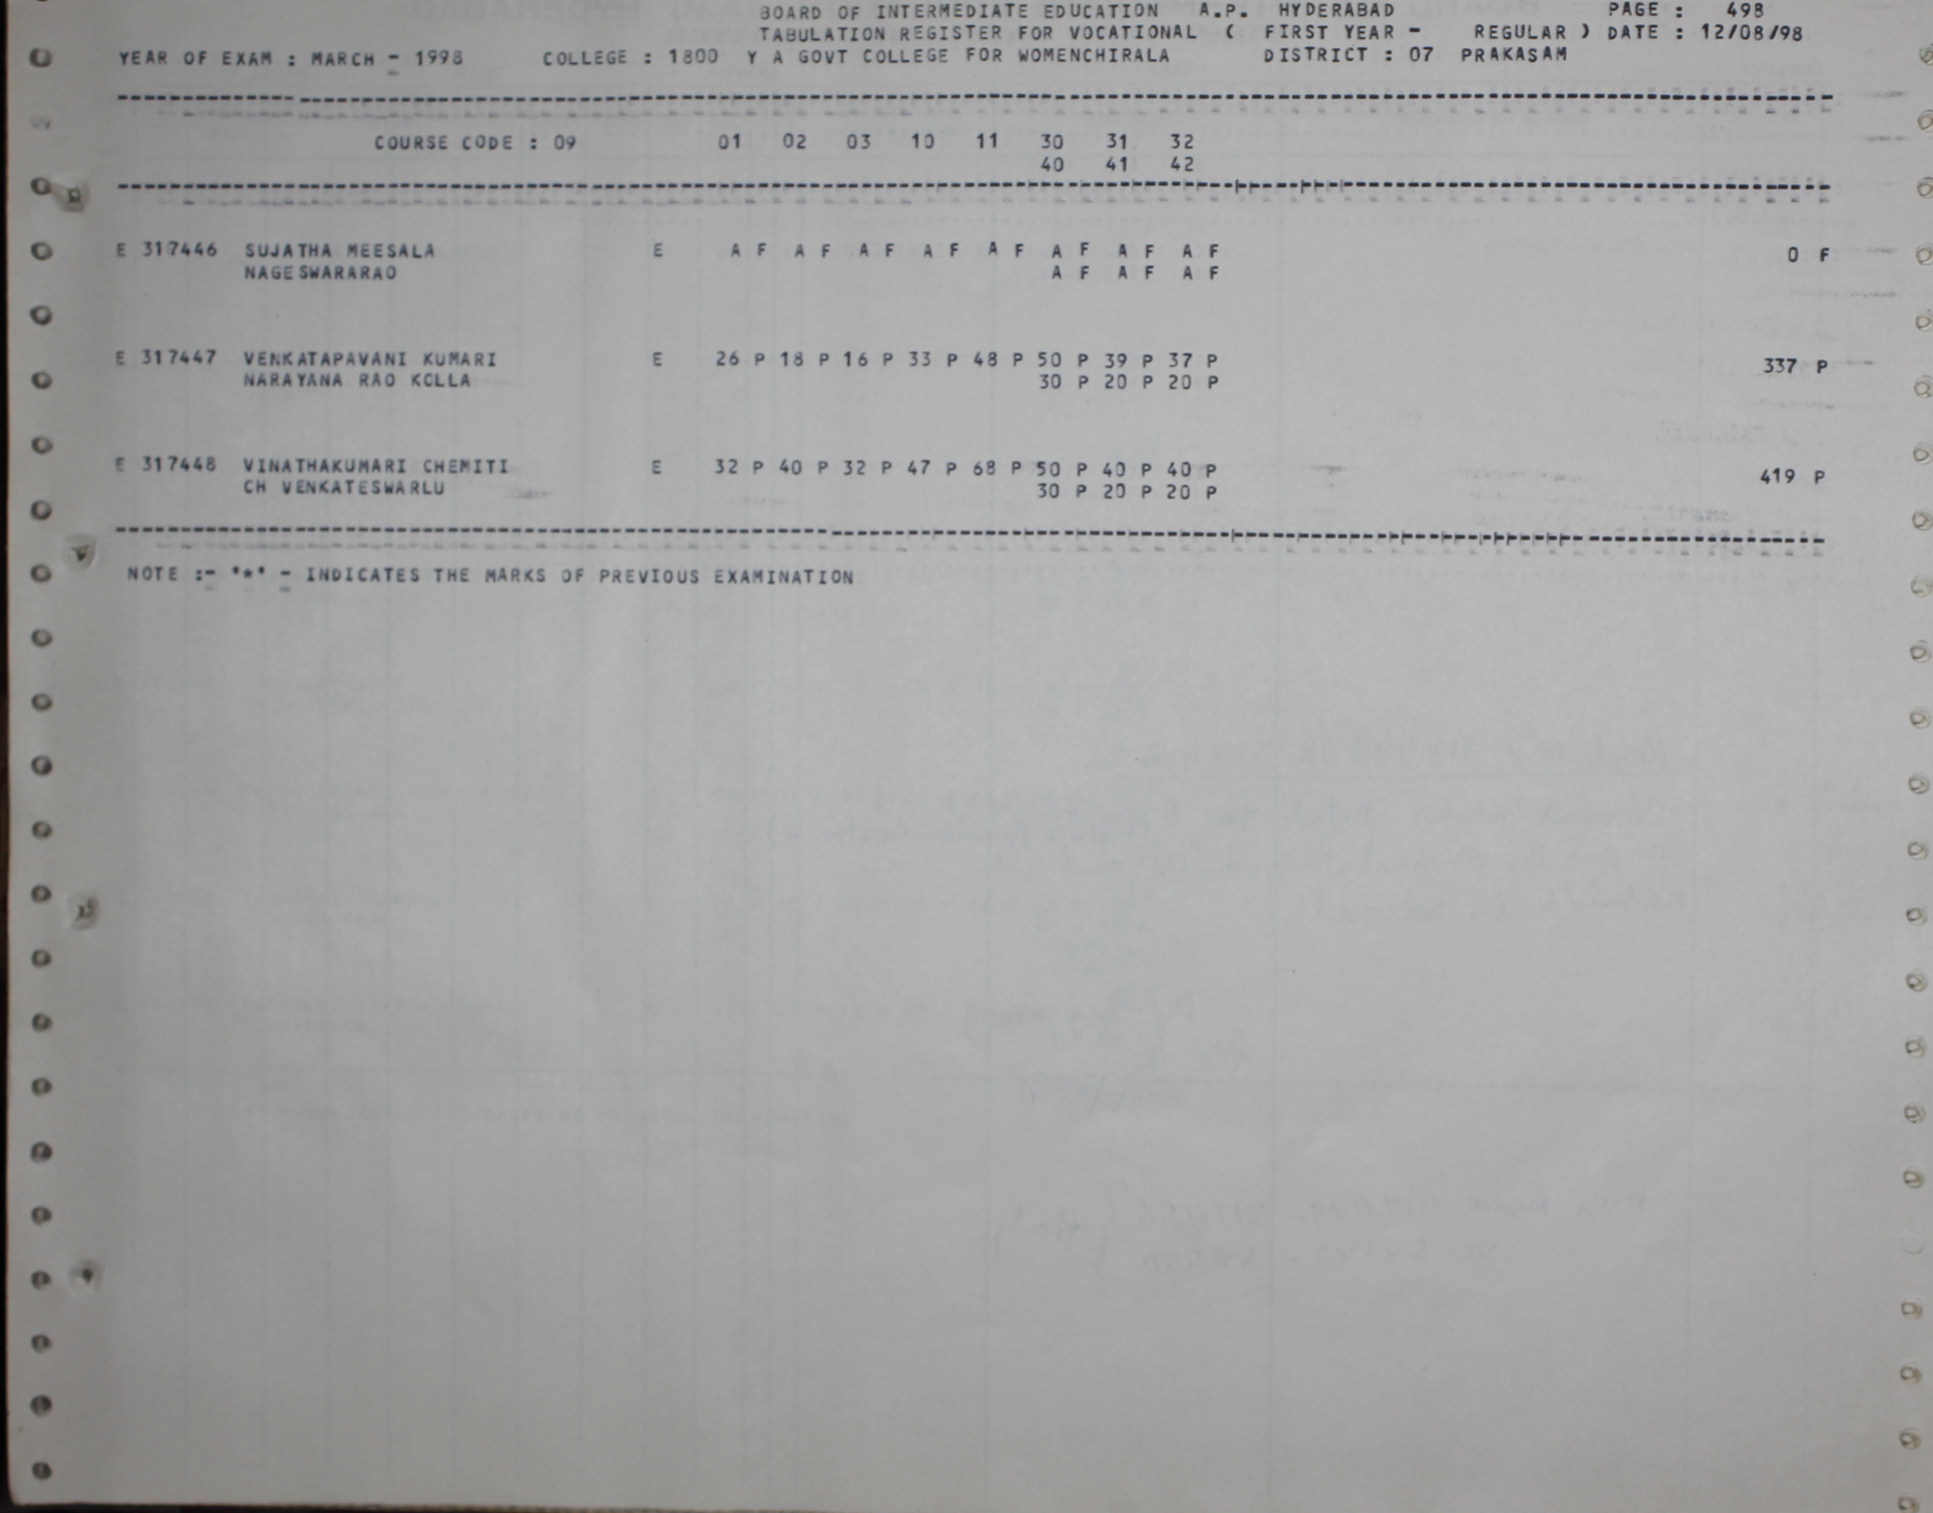 BOARD OF INTERMEDIATE EDUCATION A.P. HYDERABAD PAGE : 498
TABULATION REGISTER FOR VOCATIONAL ( FIRST YEAR - REGULAR ) DATE : 12/08/98
YEAR OF EXAM : MARCH - 1998 COLLEGE : 1800 Y A GOVT COLLEGE FOR WOMENCHIRALA DISTRICT : 07 PRAKASAM
COURSE CODE : 09 01 02 03 10 11 30 31 32
40 41 42
E 317446 SUJATHA MEESALA E A F A F A F A F A F A F A F A F 0 F
NAGESWARARAO A F A F A F
E 317447 VENKATAPAVANI KUMARI E 26 P 18 P 16 P 33 P 48 P 50 P 39 P 37 P 337 P
NARAYANA RAO KOLLA 30 P 20 P 20 P
E 317448 VINATHAKUMARI CHEMITI E 32 P 40 P 32 P 47 P 68 P 50 P 40 P 40 P 419 P
CH VENKATESWARLU 30 P 20 P 20 P
NOTE :- '*' - INDICATES THE MARKS OF PREVIOUS EXAMINATION